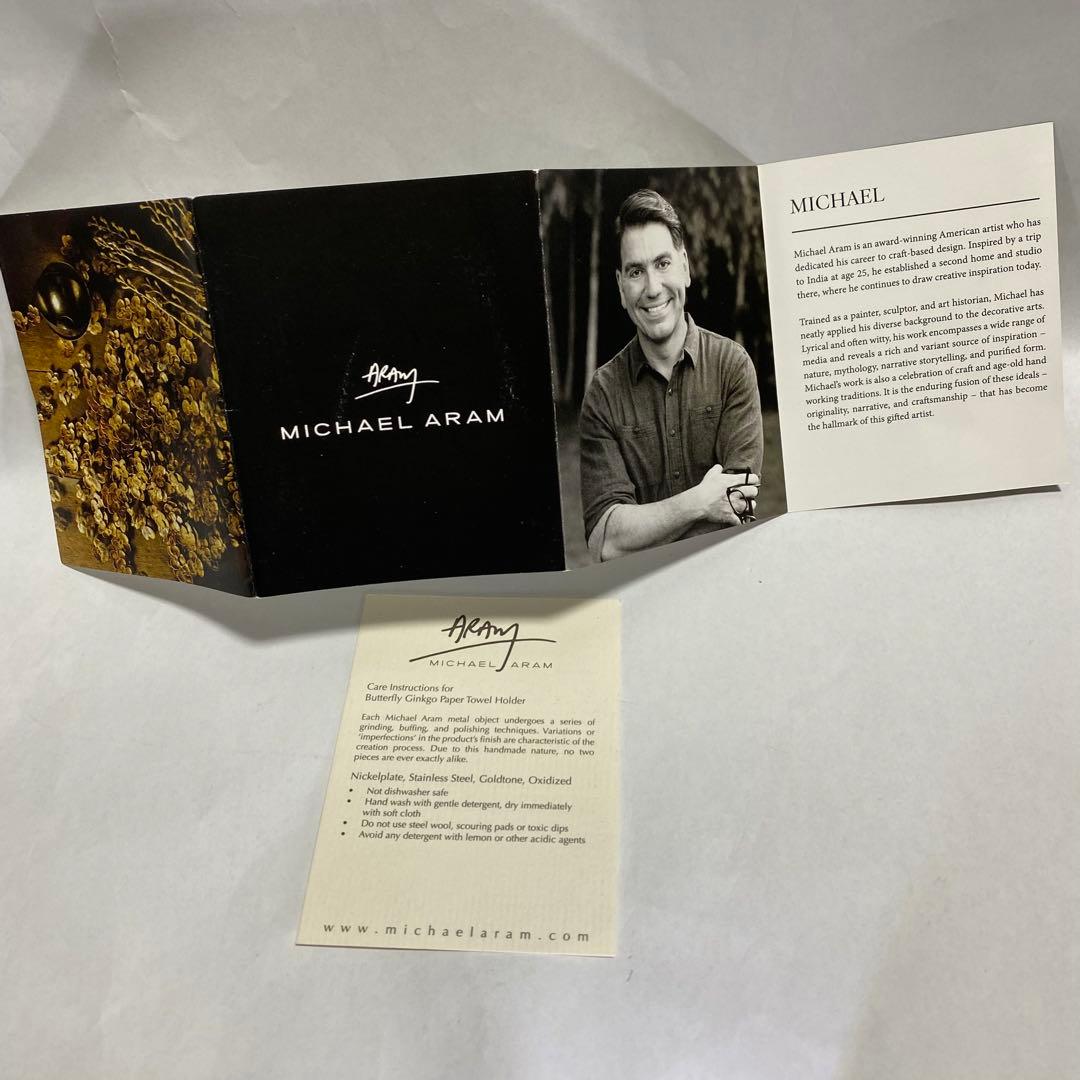 ARAM
MICHAEL ARAM
MICHAEL
Michael Aram is an award-winning American artist who has
dedicated his career to craft-based design. Inspired by a trip
to India at age 25, he established a second home and studio
there, where he continues to draw creative inspiration today.
Trained as a painter, sculptor, and art historian, Michael has
neatly applied his diverse background to the decorative arts.
Lyrical and often witty, his work encompasses a wide range of
media and reveals a rich and variant source of inspiration –
nature, mythology, narrative storytelling, and purified form.
Michael's work is also a celebration of craft and age-old hand
working traditions. It is the enduring fusion of these ideals –
originality, narrative, and craftsmanship – that has become
the hallmark of this gifted artist.
ARAM
MICHAEL ARAM
Care Instructions for
Butterfly Ginkgo Paper Towel Holder
Each Michael Aram metal object undergoes a series of
grinding, buffing, and polishing techniques. Variations or
'imperfections' in the product's finish are characteristic of the
creation process. Due to this handmade nature, no two
pieces are ever exactly alike.
Nickelplate, Stainless Steel, Goldtone, Oxidized
• Not dishwasher safe
• Hand wash with gentle detergent, dry immediately
with soft cloth
• Do not use steel wool, scouring pads or toxic dips
• Avoid any detergent with lemon or other acidic agents
www.michaelaram.com